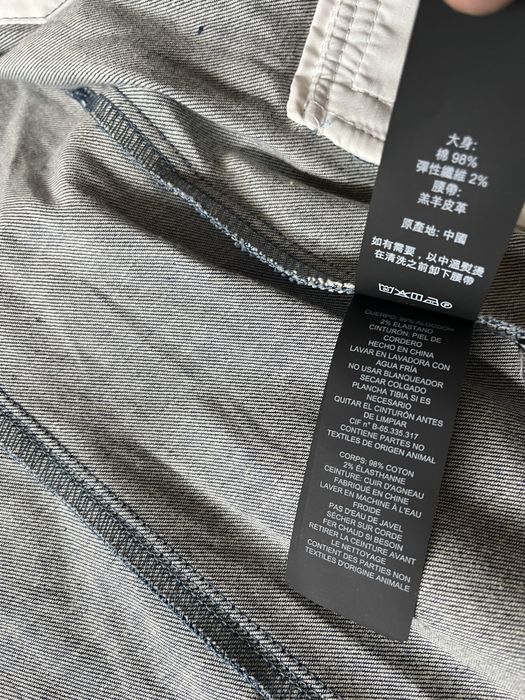 大身:
棉 98%
彈性纖維 2%
腰帶:
羔羊皮革
原產地: 中國
如有需要，以中溫熨燙
在清洗之前卸下腰帶
CUERPO: 98% ALGODÓN
2% ELASTANO
CINTURÓN: PIEL DE
CORDERO
HECHO EN CHINA
LAVAR EN LAVADORA CON
AGUA FRÍA
NO USAR BLANQUEADOR
SECAR COLGADO
PLANCHA TIBIA SI ES
NECESARIO
QUITAR EL CINTURÓN ANTES
DE LIMPIAR
CIF nº B-65.335.317
CONTIENE PARTES NO
TEXTILES DE ORIGEN ANIMAL
CORPS: 98% COTON
2% ELASTHANNE
CEINTURE: CUIR D'AGNEAU
FABRIQUÉ EN CHINE
LAVER EN MACHINE À L'EAU
FROIDE
PAS D'EAU DE JAVEL
SÉCHER SUR CORDE
FER CHAUD SI BESOIN
RETIRER LA CEINTURE AVANT
LE NETTOYAGE
CONTIENT DES PARTIES NON
TEXTILES D'ORIGINE ANIMALE